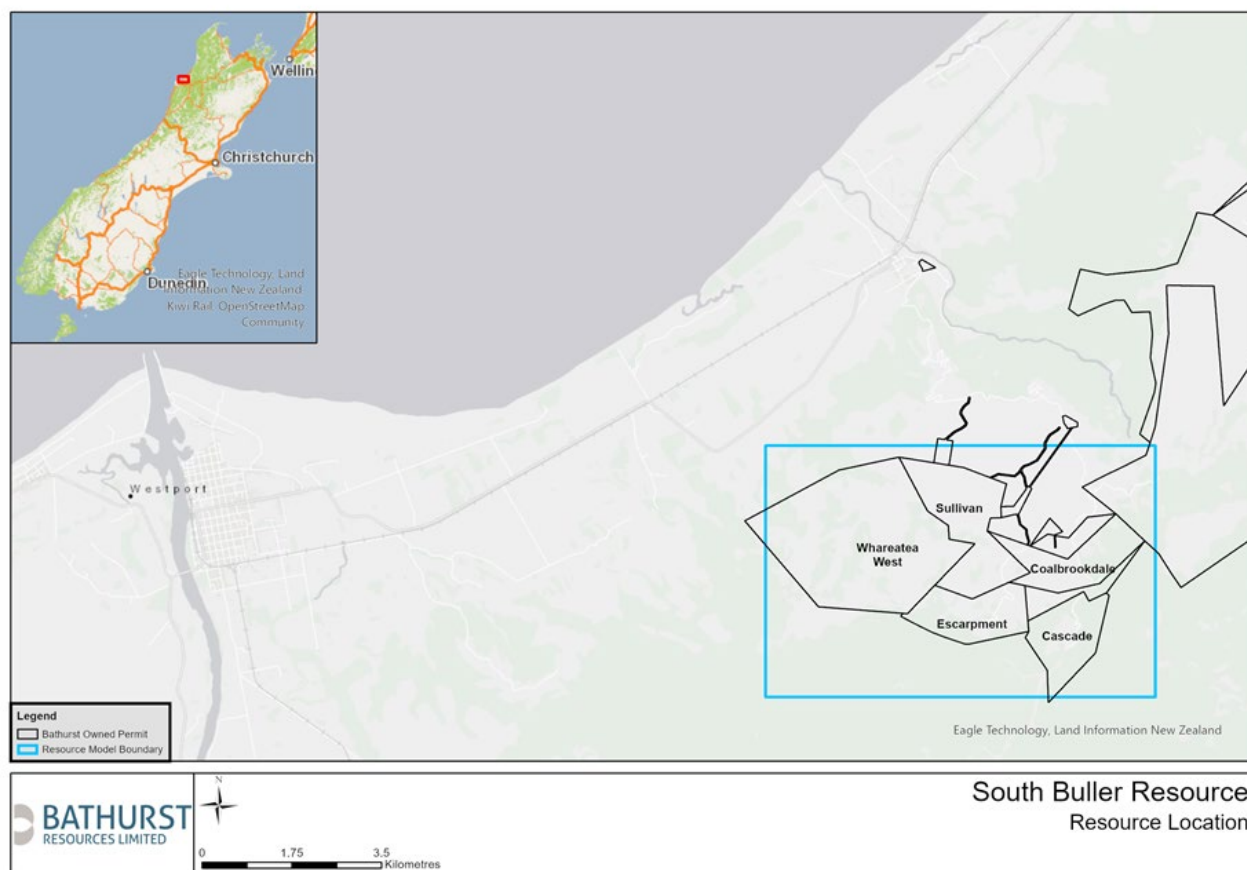 Wellin
Christchurch
Dunedin
Eagle Technology, Land
Information New Zealand,
Kiwi Rail, OpenStreetMap
Community
Westport
Sullivan
Whareatea
West
Coalbrookdale
Escarpment
Cascade
Legend
Bathurst Owned Permit
Resource Model Boundary
Eagle Technology, Land Information New Zealand
BATHURST
RESOURCES LIMITED
N
0 1.75 3.5
Kilometres
South Buller Resource
Resource Location